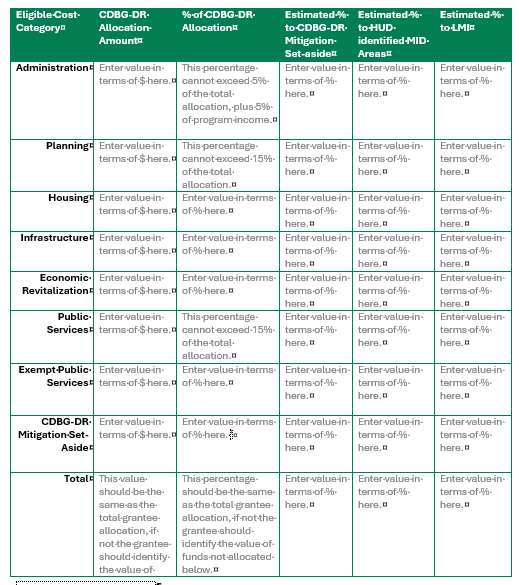 Eligible Cost
Category
CDBG-DR
Allocation
Amount
% of CDBG-DR
Allocation
Estimated %
to CDBG-DR
Mitigation
Set-aside
Estimated %
to HUD
identified MID
Areas
Estimated %
to LMI
Administration
Enter value in
terms of $ here.
This percentage
cannot exceed 5%
of the total
allocation, plus 5%
of program income.
Enter value in
terms of %
here.
Enter value in
terms of %
here.
Enter value in
terms of %
here.
Planning
Enter value in
terms of $ here.
This percentage
cannot exceed 15%
of the total
allocation.
Enter value in
terms of %
here.
Enter value in
terms of %
here.
Enter value in
terms of %
here.
Housing
Enter value in
terms of $ here.
Enter value in terms
of % here.
Enter value in
terms of %
here.
Enter value in
terms of %
here.
Enter value in
terms of %
here.
Infrastructure
Enter value in
terms of $ here.
Enter value in terms
of % here.
Enter value in
terms of %
here.
Enter value in
terms of %
here.
Enter value in
terms of %
here.
Economic
Revitalization
Enter value in
terms of $ here.
Enter value in terms
of % here.
Enter value in
terms of %
here.
Enter value in
terms of %
here.
Enter value in
terms of %
here.
Public
Services
Enter value in
terms of $ here.
This percentage
cannot exceed 15%
of the total
allocation.
Enter value in
terms of %
here.
Enter value in
terms of %
here.
Enter value in
terms of %
here.
Exempt Public
Services
Enter value in
terms of $ here.
Enter value in terms
of % here.
Enter value in
terms of %
here.
Enter value in
terms of %
here.
Enter value in
terms of %
here.
CDBG-DR
Mitigation Set-
Aside
Enter value in
terms of $ here.
Enter value in terms
of % here.
Enter value in
terms of %
here.
Enter value in
terms of %
here.
Enter value in
terms of %
here.
Total
This value
should be the
same as the
total grantee
allocation, if
not the grantee
should identify
the value of
This percentage
should be the same
as the total grantee
allocation, if not the
grantee should
identify the value of
funds not allocated
below.
Enter value in
terms of %
here.
Enter value in
terms of %
here.
Enter value in
terms of %
here.